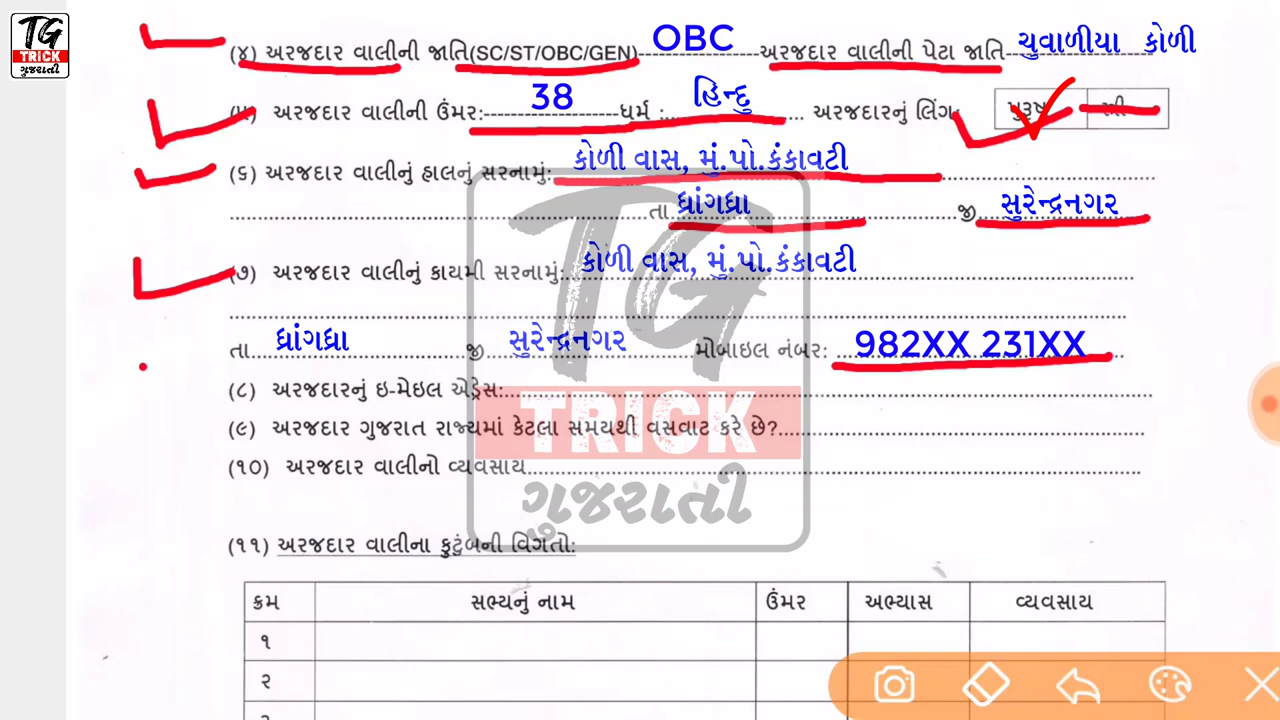 TG
TRICK
ગુજરાતી
(૪) અરજદાર વાલીની જાતિ(SC/ST/OBC/GEN) OBC અરજદાર વાલીની પેટા જાતિ ચુવાળીયા કોળી
(૫) અરજદાર વાલીની ઉંમર: 38 ધર્મ : હિન્દુ અરજદારનું લિંગ: પુરૂષ સ્ત્રી
(૬) અરજદાર વાલીનું હાલનું સરનામું: કોળી વાસ, મું.પો.કંકાવટી
તા ધ્રાંગધ્રા જી સુરેન્દ્રનગર
(૭) અરજદાર વાલીનું કાયમી સરનામું: કોળી વાસ, મું.પો.કંકાવટી
તા ધ્રાંગધ્રા જી સુરેન્દ્રનગર મોબાઇલ નંબર: 982XX 231XX
(૮) અરજદારનું ઇ-મેઇલ એડ્રેસ:
(૯) અરજદાર ગુજરાત રાજ્યમાં કેટલા સમયથી વસવાટ કરે છે?
(૧૦) અરજદાર વાલીનો વ્યવસાય
TG
TRICK
ગુજરાતી
(૧૧) અરજદાર વાલીના કુટુંબની વિગતો:
ક્રમ સભ્યનું નામ ઉંમર અભ્યાસ વ્યવસાય
૧
૨